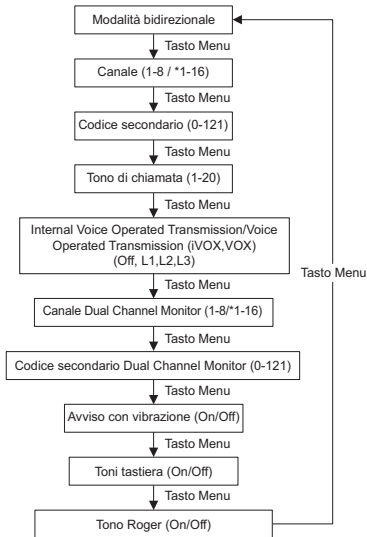 Modalità bidirezionale
Tasto Menu
Canale (1-8 / *1-16)
Tasto Menu
Codice secondario (0-121)
Tasto Menu
Tono di chiamata (1-20)
Tasto Menu
Internal Voice Operated Transmission/Voice
Operated Transmission (iVOX,VOX)
(Off, L1,L2,L3)
Tasto Menu
Tasto Menu
Canale Dual Channel Monitor (1-8/*1-16)
Tasto Menu
Codice secondario Dual Channel Monitor (0-121)
Tasto Menu
Avviso con vibrazione (On/Off)
Tasto Menu
Toni tastiera (On/Off)
Tasto Menu
Tono Roger (On/Off)